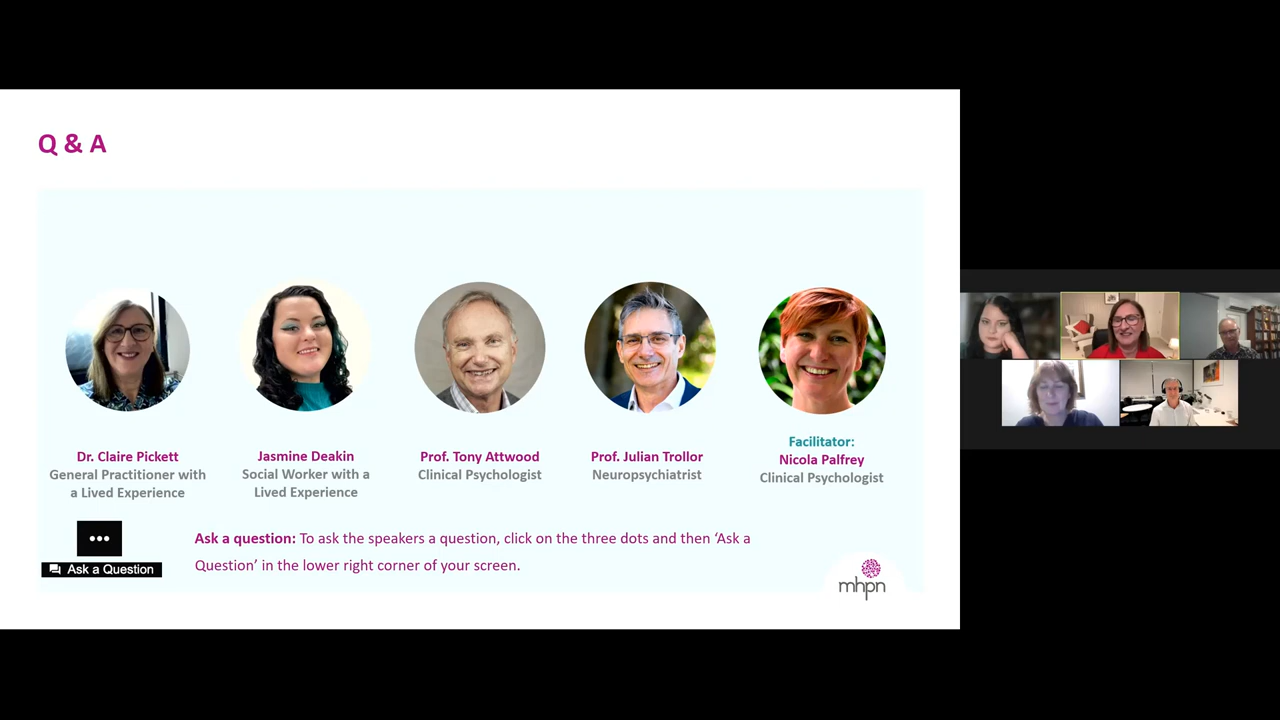 Q & A
Dr. Claire Pickett
General Practitioner with
a Lived Experience
Jasmine Deakin
Social Worker with a
Lived Experience
Prof. Tony Attwood
Clinical Psychologist
Prof. Julian Trollor
Neuropsychiatrist
Facilitator:
Nicola Palfrey
Clinical Psychologist
Ask a Question
Ask a question: To ask the speakers a question, click on the three dots and then ‘Ask a
Question’ in the lower right corner of your screen.
mhpn